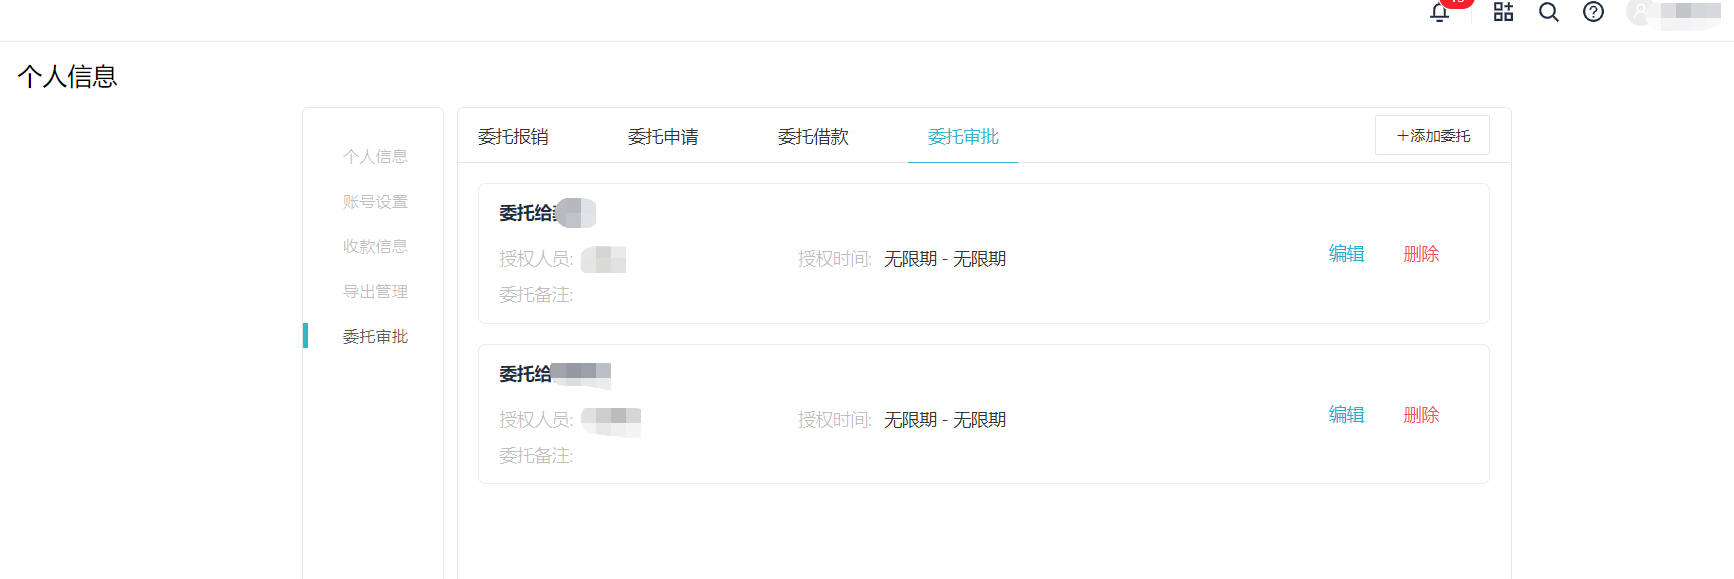 个人信息
个人信息
账号设置
收款信息
导出管理
委托审批
委托报销 委托申请 委托借款 委托审批 +添加委托
委托给
授权人员: 授权时间: 无限期 - 无限期 编辑 删除
委托备注:
委托给
授权人员: 授权时间: 无限期 - 无限期 编辑 删除
委托备注: